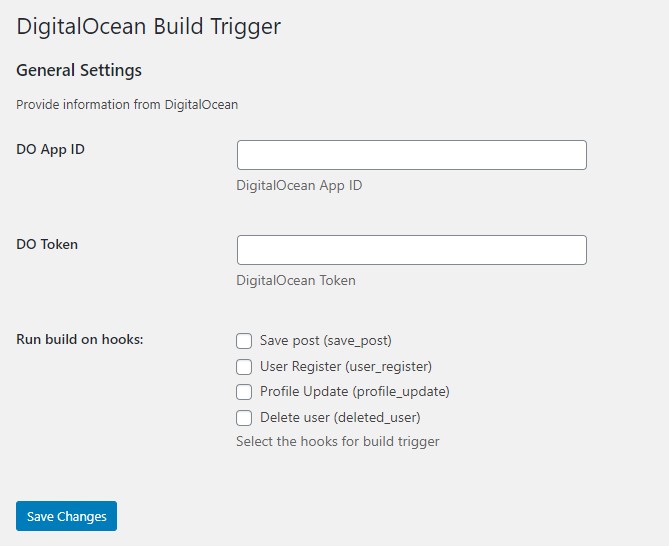 DigitalOcean Build Trigger
General Settings
Provide information from DigitalOcean
DO App ID
DigitalOcean App ID
DO Token
DigitalOcean Token
Run build on hooks:
Save post (save_post)
User Register (user_register)
Profile Update (profile_update)
Delete user (deleted_user)
Select the hooks for build trigger
Save Changes